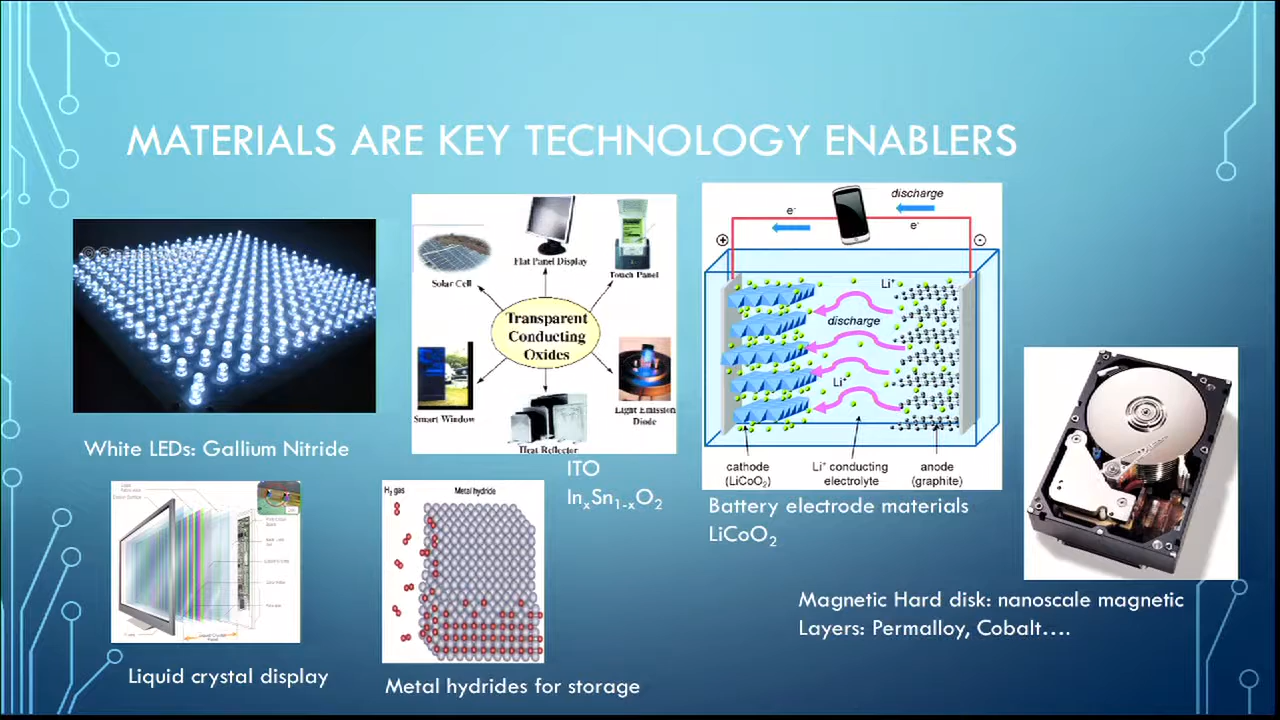 MATERIALS ARE KEY TECHNOLOGY ENABLERS
White LEDs: Gallium Nitride
Flat Panel Display
Touch Panel
Solar Cell
Transparent
Conducting
Oxides
Smart Window
Light Emission
Diode
Heat Reflector
ITO
InₓSn₁₋ₓO₂
discharge
e⁻
e⁻
+
-
Li⁺
discharge
Li⁺
cathode
(LiCoO₂)
Li⁺ conducting
electrolyte
anode
(graphite)
Battery electrode materials
LiCoO₂
Magnetic Hard disk: nanoscale magnetic
Layers: Permalloy, Cobalt….
Liquid crystal display
H₂ gas
Metal hydride
Metal hydrides for storage